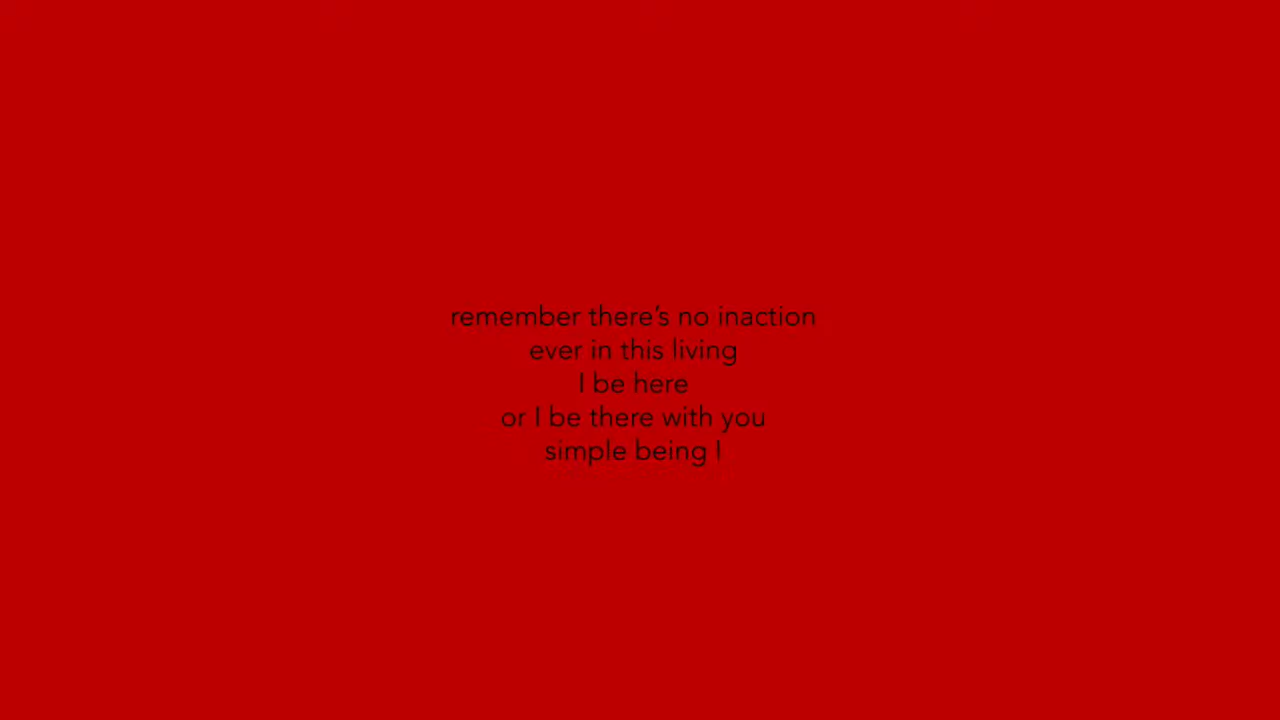 remember there’s no inaction
ever in this living
I be here
or I be there with you
simple being I